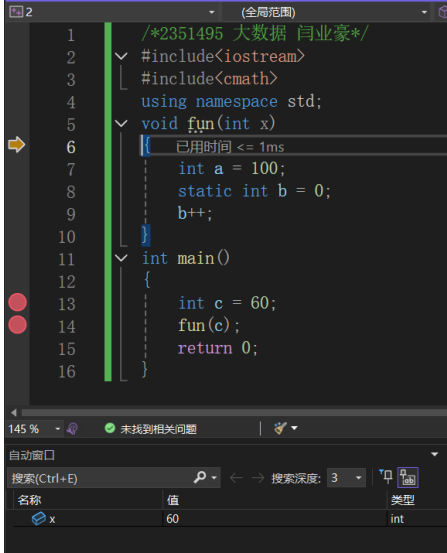 2 (全局范围)
1 /*2351495 大数据 闫业豪*/
2 #include<iostream>
3 #include<cmath>
4 using namespace std;
5 void fun(int x)
6 { 已用时间 <= 1ms
7 int a = 100;
8 static int b = 0;
9 b++;
10 }
11 int main()
12 {
13 int c = 60;
14 fun(c);
15 return 0;
16 }
145 % 未找到相关问题
自动窗口
搜索(Ctrl+E) 搜索深度: 3
名称 值 类型
x 60 int